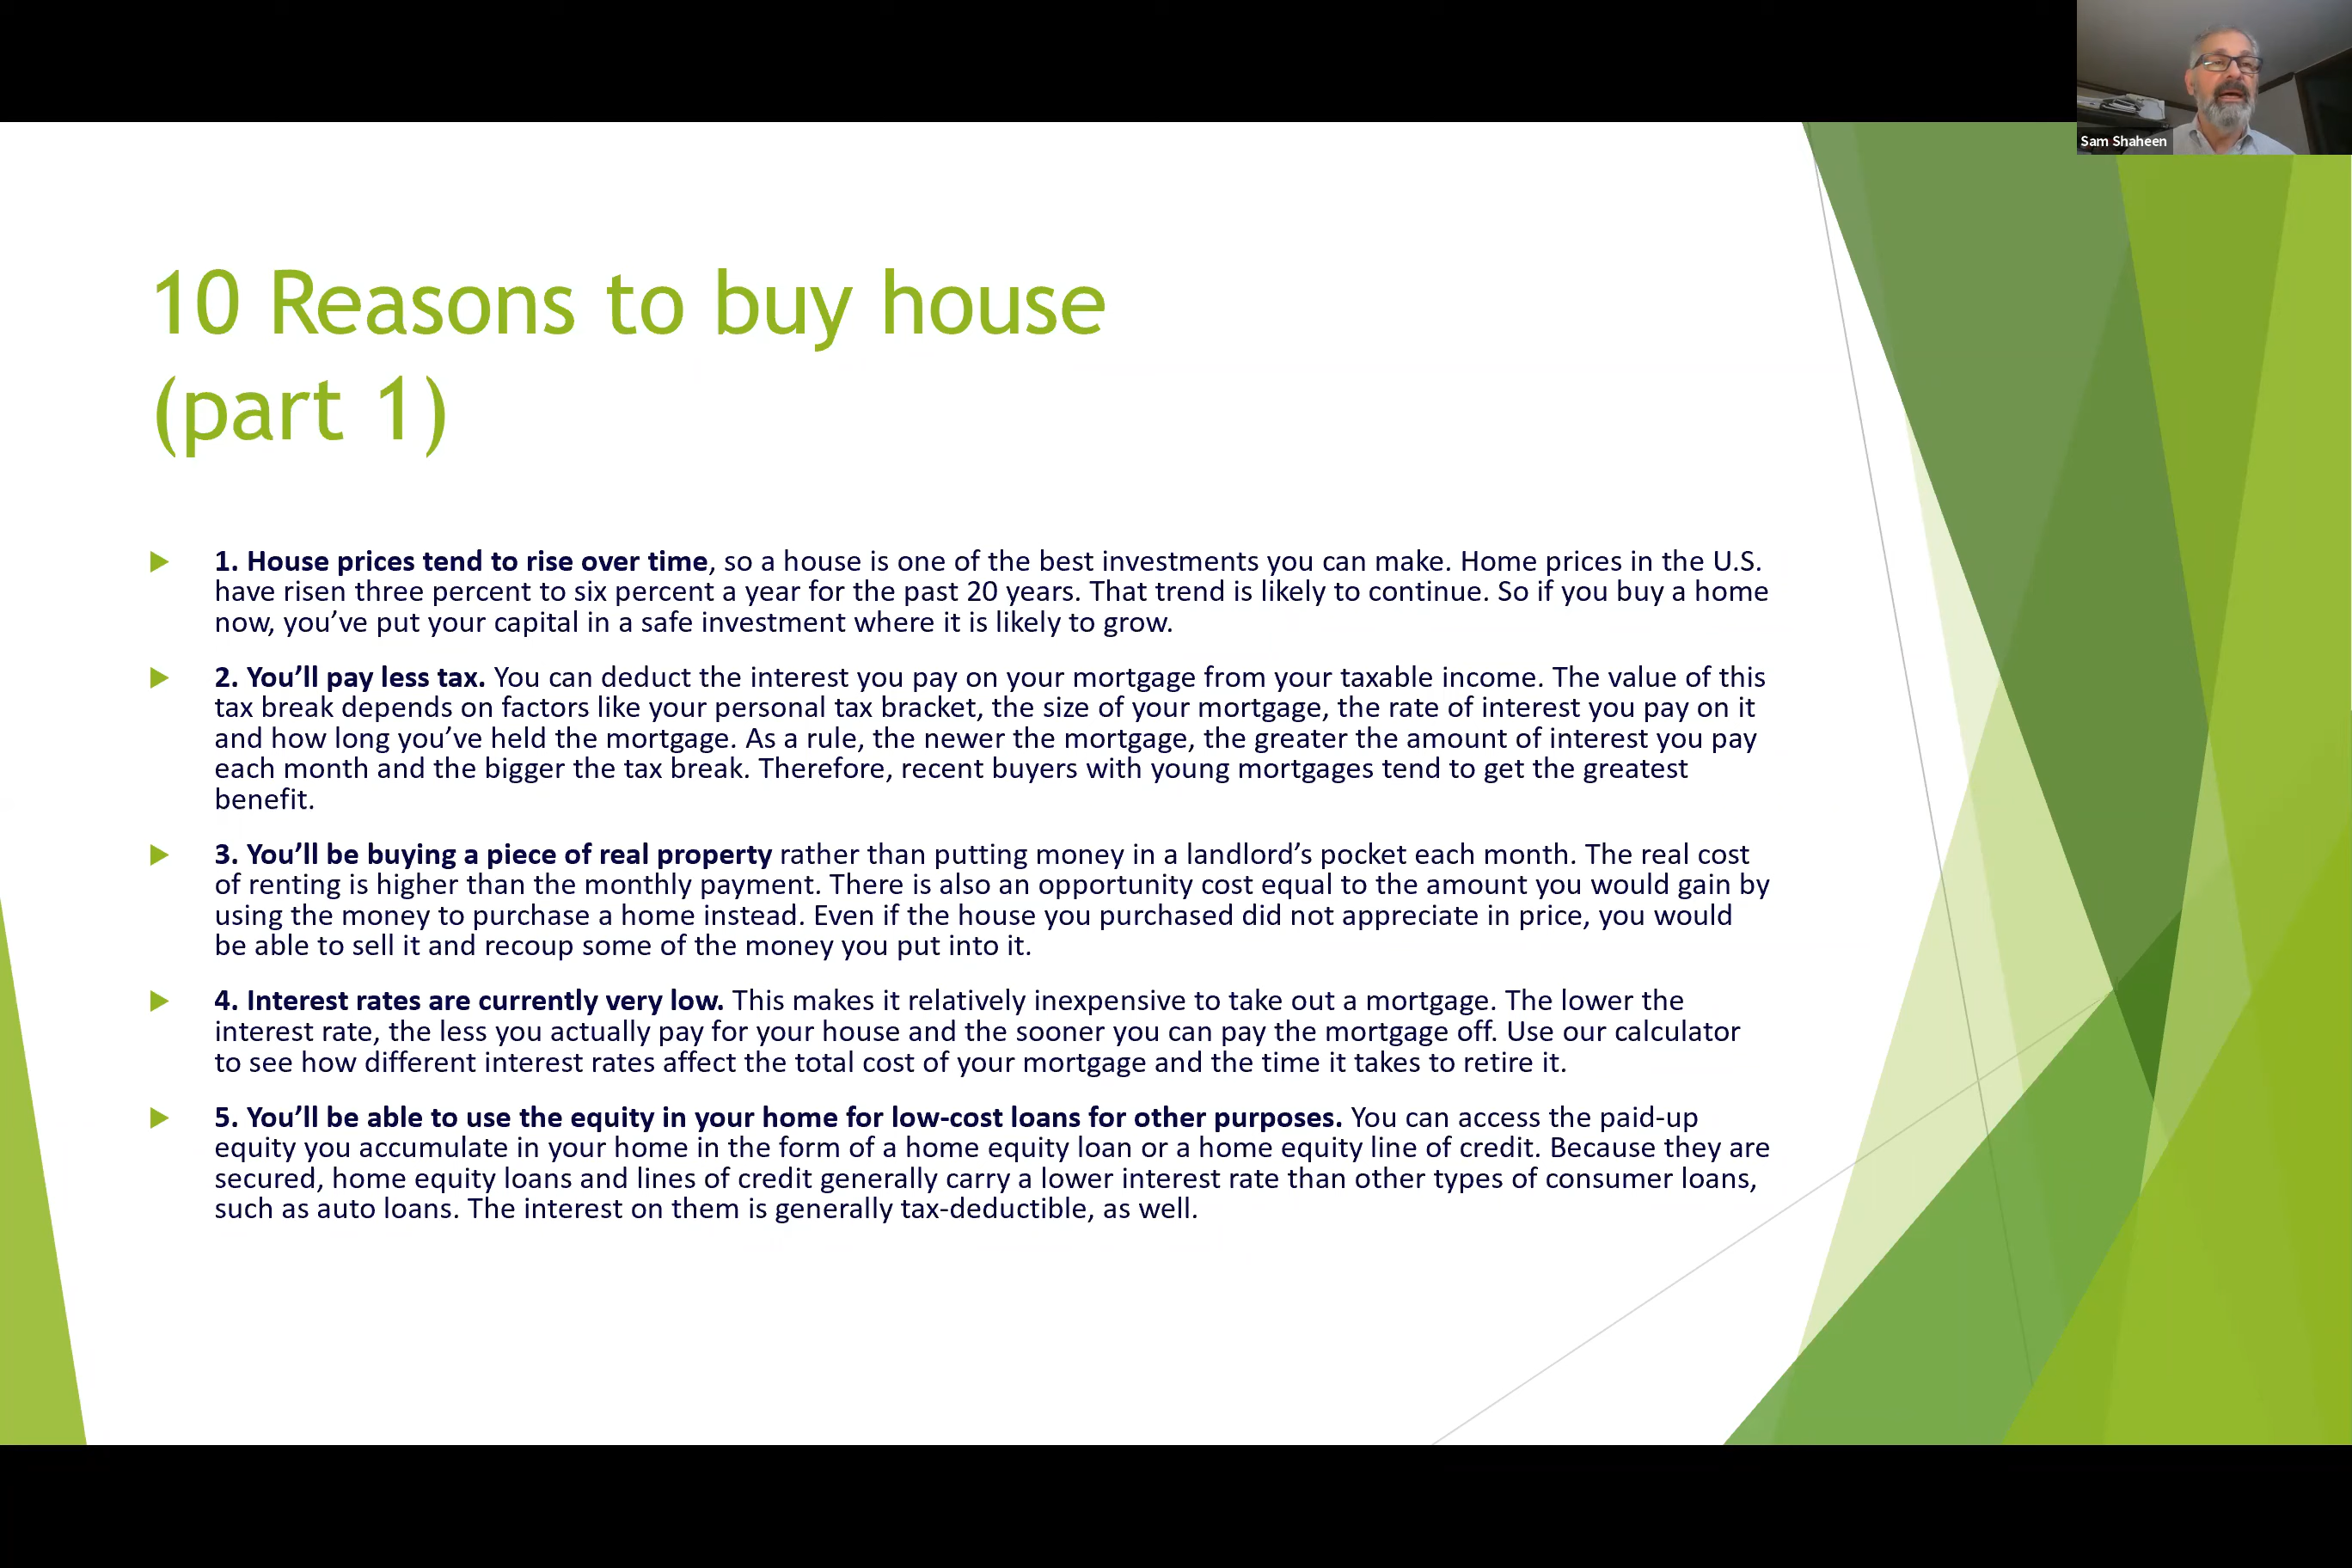 Sam Shaheen
10 Reasons to buy house
(part 1)
1. House prices tend to rise over time, so a house is one of the best investments you can make. Home prices in the U.S.
have risen three percent to six percent a year for the past 20 years. That trend is likely to continue. So if you buy a home
now, you’ve put your capital in a safe investment where it is likely to grow.
2. You’ll pay less tax. You can deduct the interest you pay on your mortgage from your taxable income. The value of this
tax break depends on factors like your personal tax bracket, the size of your mortgage, the rate of interest you pay on it
and how long you’ve held the mortgage. As a rule, the newer the mortgage, the greater the amount of interest you pay
each month and the bigger the tax break. Therefore, recent buyers with young mortgages tend to get the greatest
benefit.
3. You’ll be buying a piece of real property rather than putting money in a landlord’s pocket each month. The real cost
of renting is higher than the monthly payment. There is also an opportunity cost equal to the amount you would gain by
using the money to purchase a home instead. Even if the house you purchased did not appreciate in price, you would
be able to sell it and recoup some of the money you put into it.
4. Interest rates are currently very low. This makes it relatively inexpensive to take out a mortgage. The lower the
interest rate, the less you actually pay for your house and the sooner you can pay the mortgage off. Use our calculator
to see how different interest rates affect the total cost of your mortgage and the time it takes to retire it.
5. You’ll be able to use the equity in your home for low-cost loans for other purposes. You can access the paid-up
equity you accumulate in your home in the form of a home equity loan or a home equity line of credit. Because they are
secured, home equity loans and lines of credit generally carry a lower interest rate than other types of consumer loans,
such as auto loans. The interest on them is generally tax-deductible, as well.